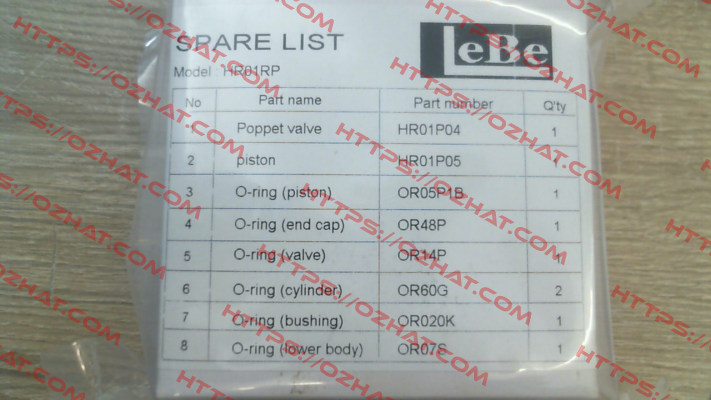 SPARE LIST
LeBe
Model : HR01RP
No Part name Part number Q'ty
Poppet valve HR01P04 1
2 piston HR01P05 1
3 O-ring (piston) OR05P1B 1
4 O-ring (end cap) OR48P 1
5 O-ring (valve) OR14P 1
6 O-ring (cylinder) OR60G 2
7 O-ring (bushing) OR020K 1
8 O-ring (lower body) OR07S 1
HTTPS://OZHAT.COM